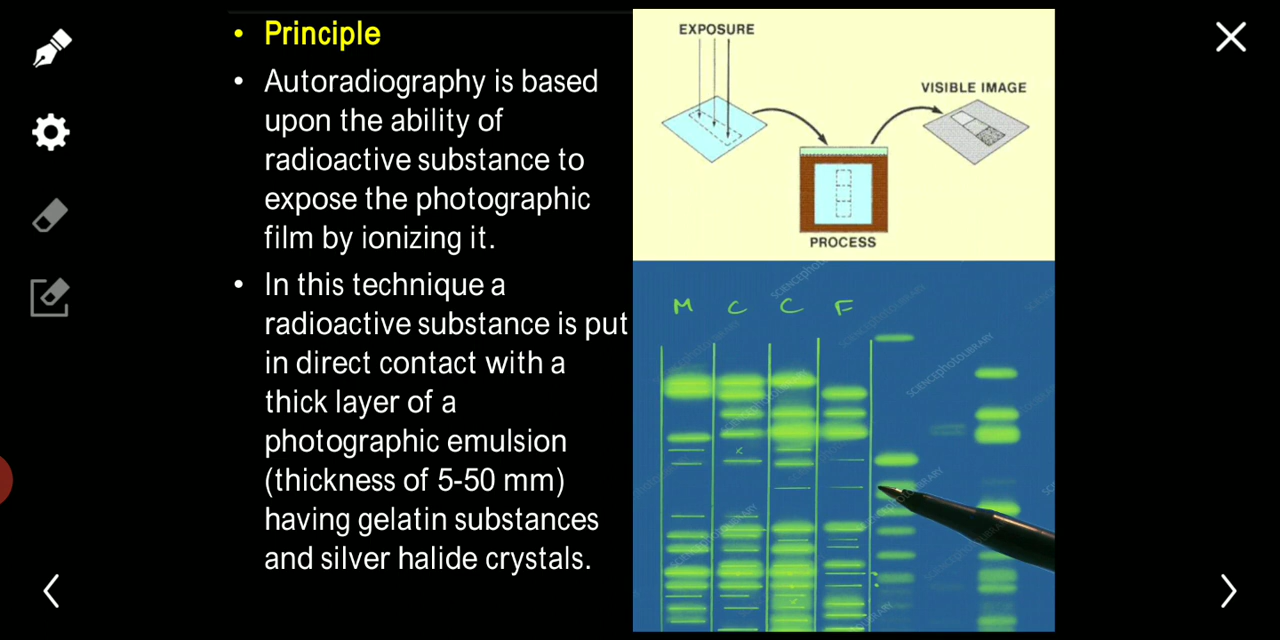 • Principle
• Autoradiography is based
upon the ability of
radioactive substance to
expose the photographic
film by ionizing it.
• In this technique a
radioactive substance is put
in direct contact with a
thick layer of a
photographic emulsion
(thickness of 5-50 mm)
having gelatin substances
and silver halide crystals.
EXPOSURE
VISIBLE IMAGE
PROCESS
M C C F
SCIENCEphotoLIBRARY
SCIENCEphotoLIBRARY